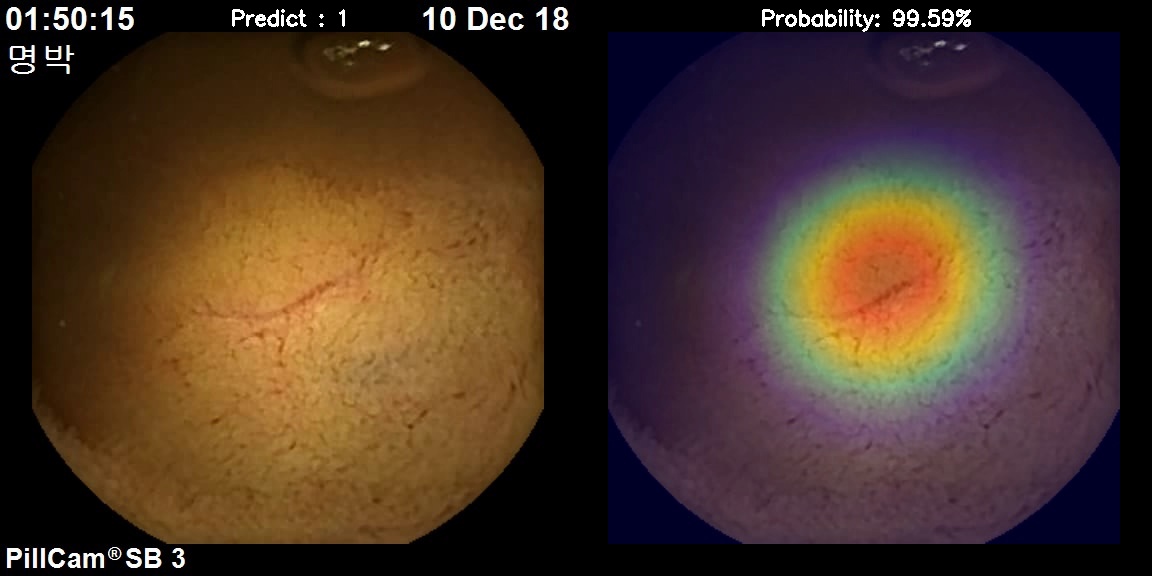 01:50:15
Predict : 1
10 Dec 18
Probability: 99.59%
명박
PillCam® SB 3